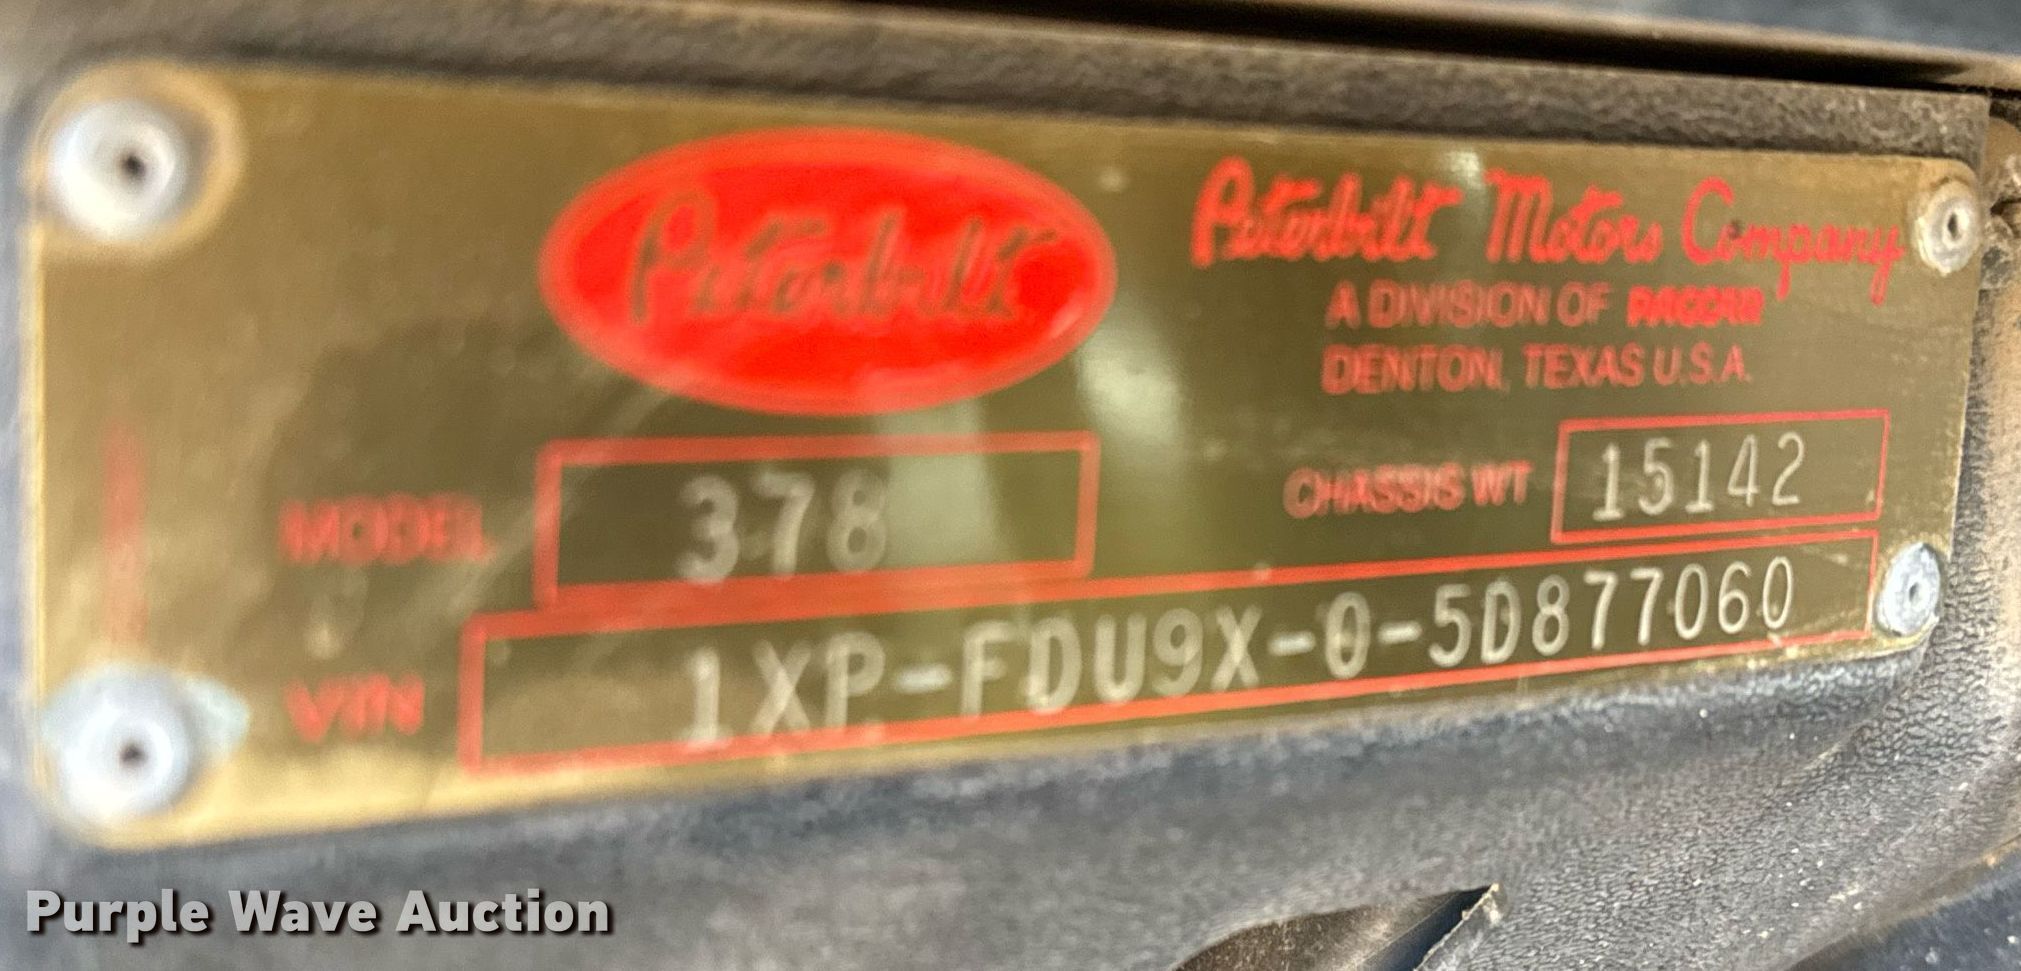 Peterbilt
Peterbilt Motors Company
A DIVISION OF PACCAR
DENTON, TEXAS U.S.A.
MODEL 378
CHASSIS WT 15142
VIN 1XP-FDU9X-0-5D877060
Purple Wave Auction